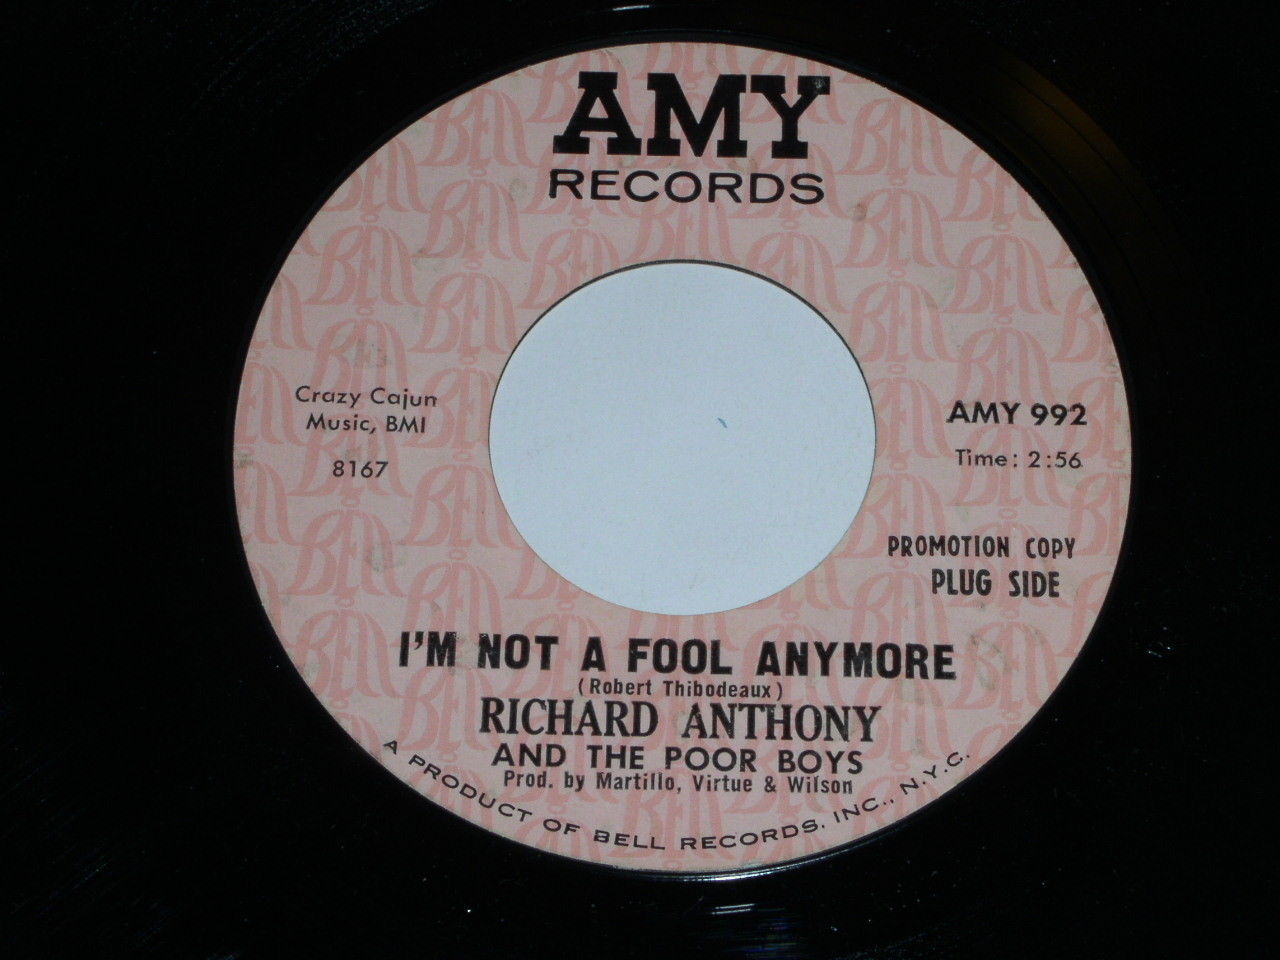 AMY
RECORDS
Crazy Cajun
Music, BMI
8167
AMY 992
Time: 2:56
PROMOTION COPY
PLUG SIDE
I'M NOT A FOOL ANYMORE
(Robert Thibodeaux)
RICHARD ANTHONY
AND THE POOR BOYS
Prod. by Martillo, Virtue & Wilson
A PRODUCT OF BELL RECORDS, INC., N.Y.C.